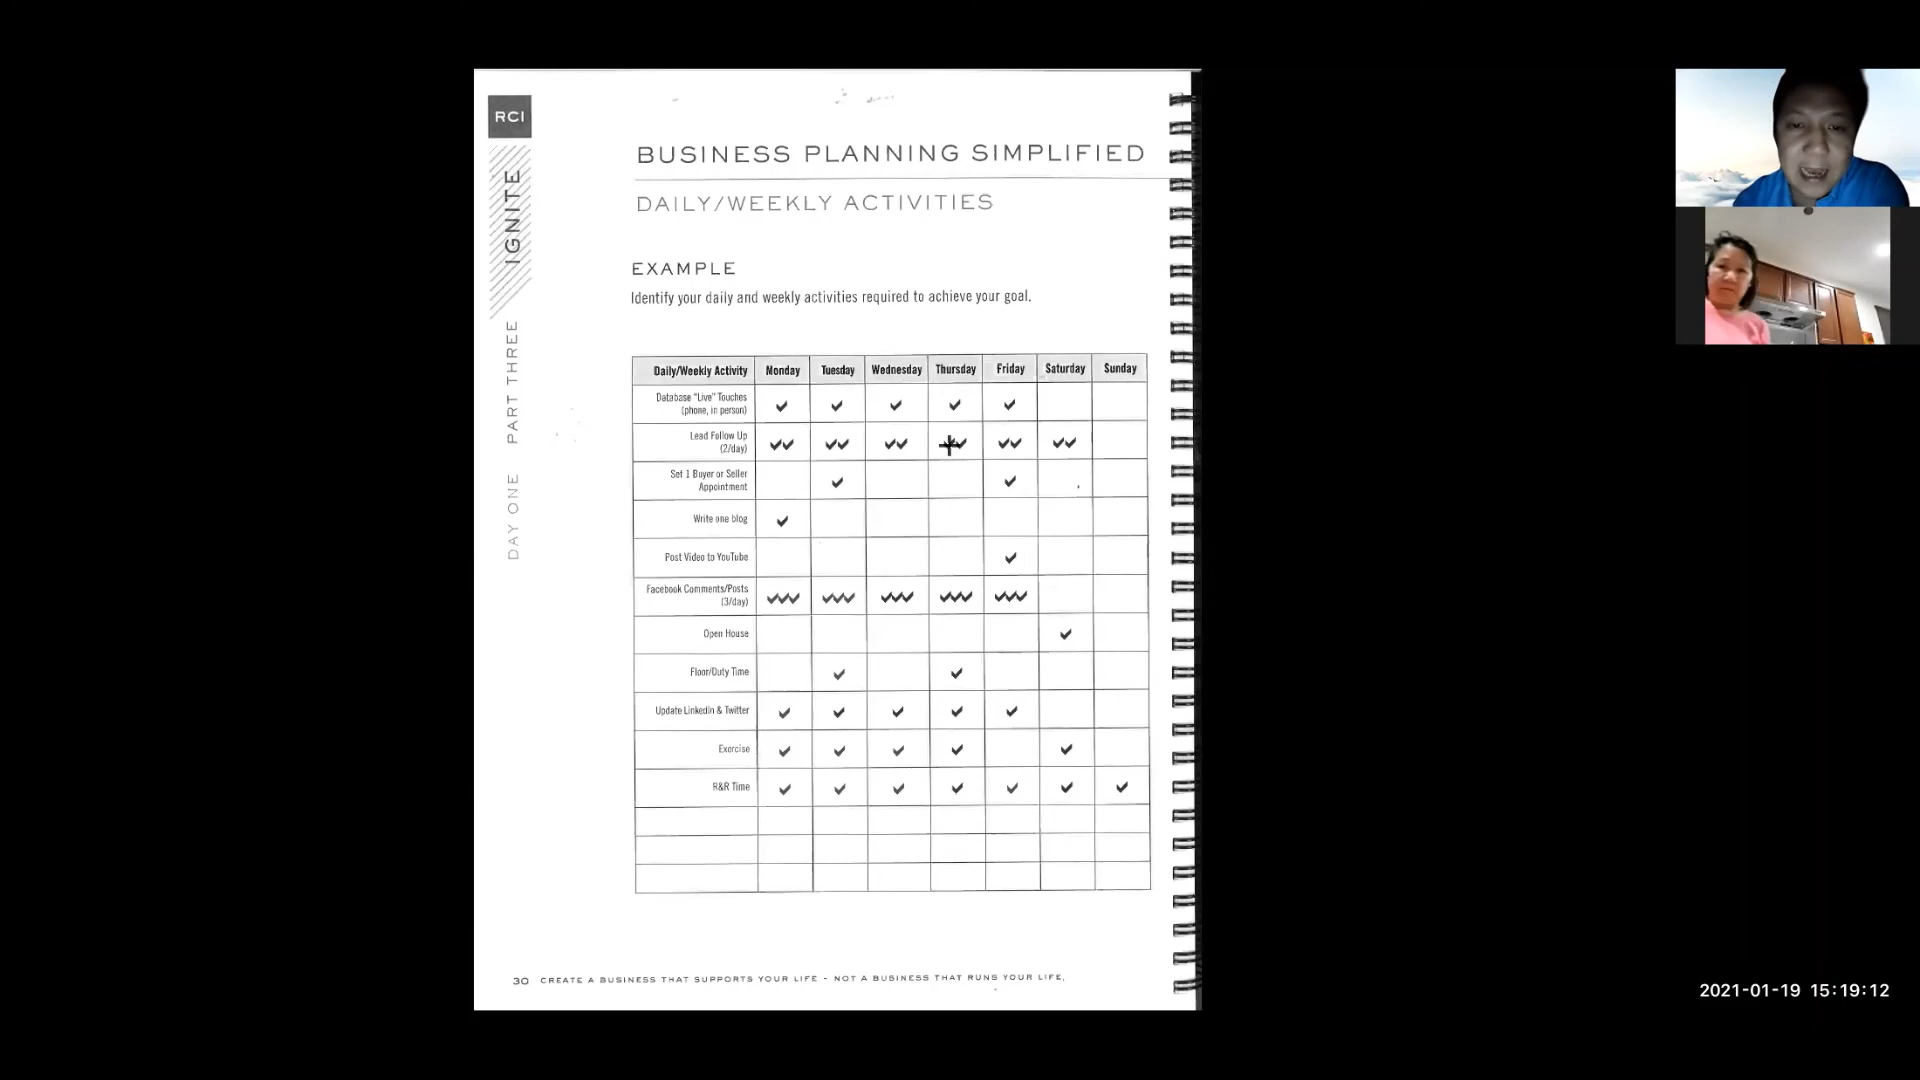 RCI
IGNITE
DAY ONE PART THREE
BUSINESS PLANNING SIMPLIFIED
DAILY/WEEKLY ACTIVITIES
EXAMPLE
Identify your daily and weekly activities required to achieve your goal.
Daily/Weekly Activity Monday Tuesday Wednesday Thursday Friday Saturday Sunday
Database "Live" Touches
(phone, in person)
Lead Follow Up
(2/day)
Set 1 Buyer or Seller
Appointment
Write one blog
Post Video to YouTube
Facebook Comments/Posts
(3/day)
Open House
Floor/Duty Time
Update LinkedIn & Twitter
Exercise
R&R Time
30 CREATE A BUSINESS THAT SUPPORTS YOUR LIFE - NOT A BUSINESS THAT RUNS YOUR LIFE.
2021-01-19 15:19:12